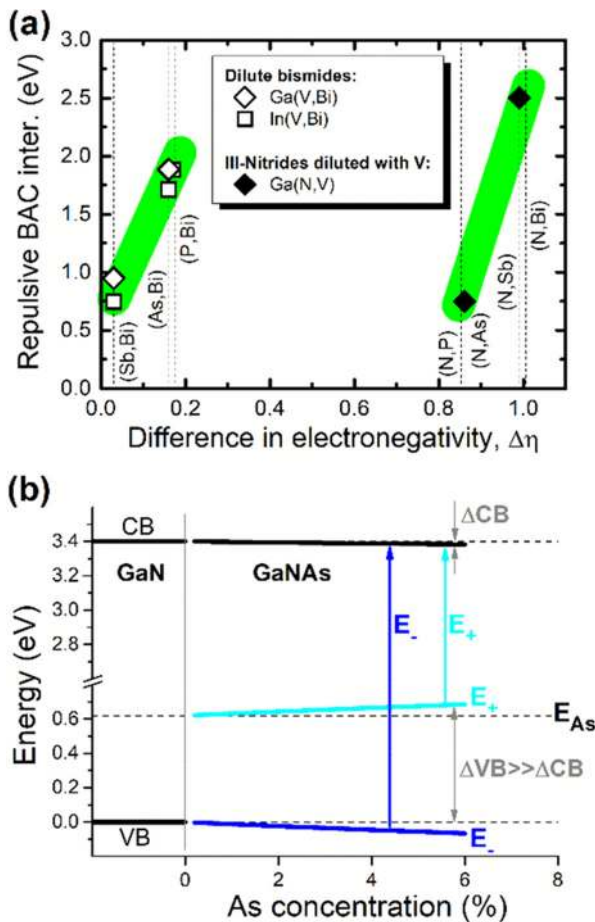 (a)
3.0
2.5
2.0
1.5
1.0
0.5
0.0
Repulsive BAC inter. (eV)
Dilute bismides:
Ga(V,Bi)
In(V,Bi)
III-Nitrides diluted with V:
Ga(N,V)
(Sb,Bi)
(As,Bi)
(P,Bi)
(N,P)
(N,As)
(N,Sb)
(N,Bi)
0.0 0.2 0.4 0.6 0.8 1.0
Difference in electronegativity, Δη
(b)
CB
ΔCB
GaN GaNAs
3.4
3.2
0.6
0.4
0.2
0.0
Energy (eV)
E-
E+
E+
EAs
ΔVB>>ΔCB
VB
E-
0 2 4 6 8
As concentration (%)